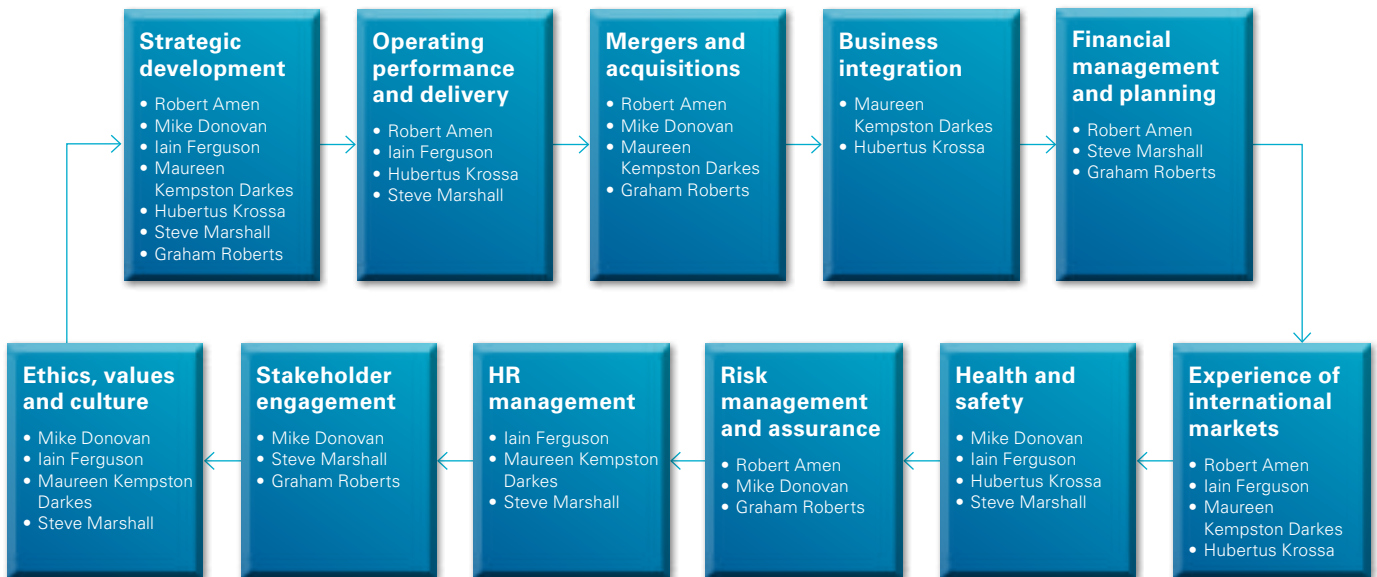 Strategic
development
• Robert Amen
• Mike Donovan
• Iain Ferguson
• Maureen
Kempston Darkes
• Hubertus Krossa
• Steve Marshall
• Graham Roberts
Operating
performance
and delivery
• Robert Amen
• Iain Ferguson
• Hubertus Krossa
• Steve Marshall
Mergers and
acquisitions
• Robert Amen
• Mike Donovan
• Maureen
Kempston Darkes
• Graham Roberts
Business
integration
• Maureen
Kempston Darkes
• Hubertus Krossa
Financial
management
and planning
• Robert Amen
• Steve Marshall
• Graham Roberts
Ethics, values
and culture
• Mike Donovan
• Iain Ferguson
• Maureen Kempston
Darkes
• Steve Marshall
Stakeholder
engagement
• Mike Donovan
• Steve Marshall
• Graham Roberts
HR
management
• Iain Ferguson
• Maureen Kempston
Darkes
• Steve Marshall
Risk
management
and assurance
• Robert Amen
• Mike Donovan
• Graham Roberts
Health and
safety
• Mike Donovan
• Iain Ferguson
• Hubertus Krossa
• Steve Marshall
Experience of
international
markets
• Robert Amen
• Iain Ferguson
• Maureen
Kempston Darkes
• Hubertus Krossa